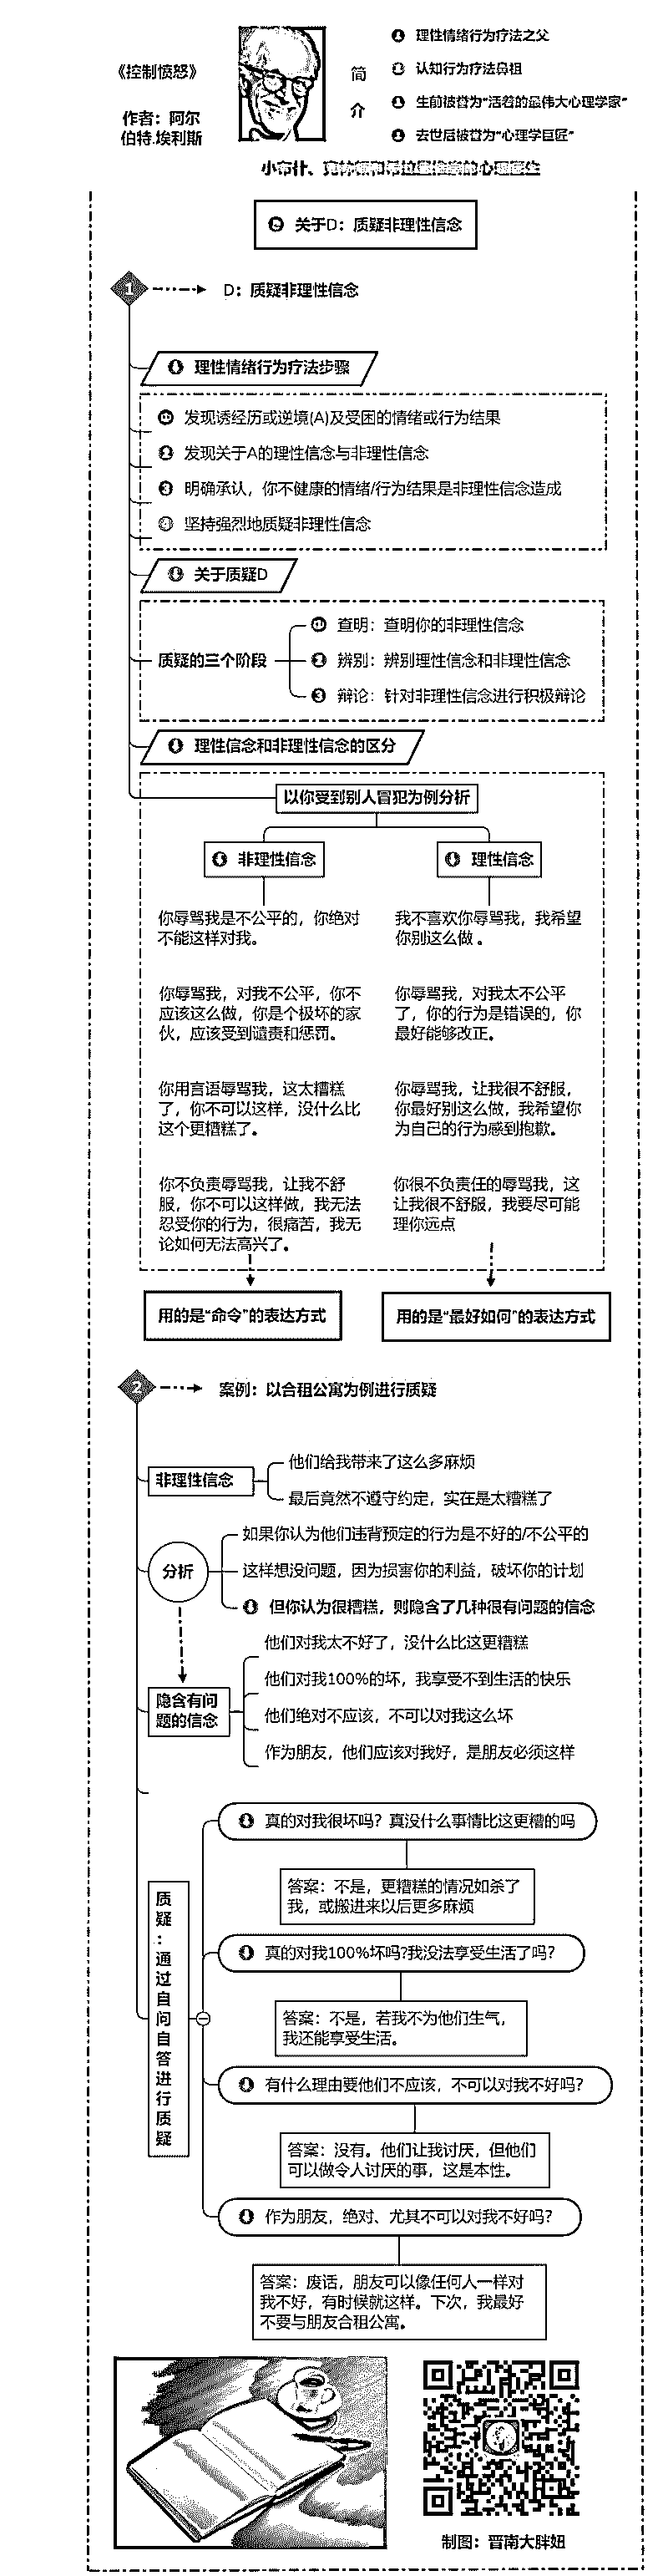 《控制愤怒》
作者：阿尔
伯特.埃利斯
简
介
理性情绪行为疗法之父
认知行为疗法鼻祖
生前被誉为“活着的最伟大心理学家”
去世后被誉为“心理学巨匠”
关于D：质疑非理性信念
1
D：质疑非理性信念
理性情绪行为疗法步骤
发现诱经历或逆境(A)及受困的情绪或行为结果
2 发现关于A的理性信念与非理性信念
3 明确承认，你不健康的情绪/行为结果是非理性信念造成
坚持强烈地质疑非理性信念
关于质疑D
质疑的三个阶段
查明：查明你的非理性信念
2 辨别：辨别理性信念和非理性信念
3 辩论：针对非理性信念进行积极辩论
理性信念和非理性信念的区分
以你受到别人冒犯为例分析
非理性信念
你辱骂我是不公平的，你绝对
不能这样对我。
你辱骂我，对我不公平，你不
应该这么做，你是个极坏的家
伙，应该受到谴责和惩罚。
你用言语辱骂我，这太糟糕
了，你不可以这样，没什么比
这个更糟糕了。
你不负责辱骂我，让我不舒
服，你不可以这样做，我无法
忍受你的行为，很痛苦，我无
论如何无法高兴了。
用的是“命令”的表达方式
理性信念
我不喜欢你辱骂我，我希望
你别这么做。
你辱骂我，对我太不公平
了，你的行为是错误的，你
最好能够改正。
你辱骂我，让我很不舒服，
你最好别这么做，我希望你
为自己的行为感到抱歉。
你很不负责任的辱骂我，这
让我很不舒服，我要尽可能
理你远点
用的是“最好如何”的表达方式
2
案例：以合租公寓为例进行质疑
非理性信念
他们给我带来了这么多麻烦
最后竟然不遵守约定，实在是太糟糕了
分析
如果你认为他们违背预定的行为是不好的/不公平的
这样想没问题，因为损害你的利益，破坏你的计划
但你认为很糟糕，则隐含了几种很有问题的信念
隐含有问
题的信念
他们对我太不好了，没什么比这更糟糕
他们对我100%的坏，我享受不到生活的快乐
他们绝对不应该，不可以对我这么坏
作为朋友，他们应该对我好，是朋友必须这样
质疑：通过自问自答进行质疑
真的对我很坏吗？真没什么事情比这更糟的吗
答案：不是，更糟糕的情况如杀了
我，或搬进来以后更多麻烦
真的对我100%坏吗?我没法享受生活了吗？
答案：不是，若我不为他们生气，
我还能享受生活。
有什么理由要他们不应该，不可以对我不好吗？
答案：没有。他们让我讨厌，但他们
可以做令人讨厌的事，这是本性。
作为朋友，绝对、尤其不可以对我不好吗？
答案：废话，朋友可以像任何人一样对
我不好，有时候就这样。下次，我最好
不要与朋友合租公寓。
制图：晋南大胖妞